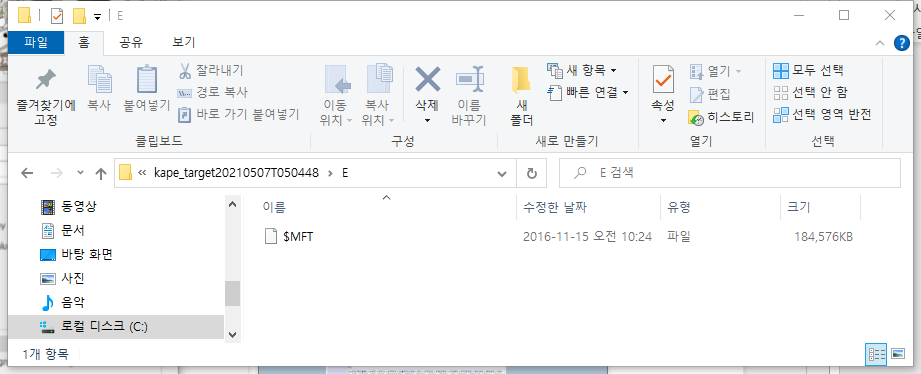 E
파일 홈 공유 보기
즐겨찾기에 고정
복사
붙여넣기
잘라내기
경로 복사
바로 가기 붙여넣기
클립보드
이동 위치
복사 위치
삭제
이름 바꾸기
구성
새 폴더
새 항목
빠른 연결
새로 만들기
속성
열기
편집
히스토리
열기
모두 선택
선택 안 함
선택 영역 반전
선택
« kape_target20210507T050448 › E
E 검색
동영상
문서
바탕 화면
사진
음악
로컬 디스크 (C:)
이름 수정한 날짜 유형 크기
$MFT 2016-11-15 오전 10:24 파일 184,576KB
1개 항목